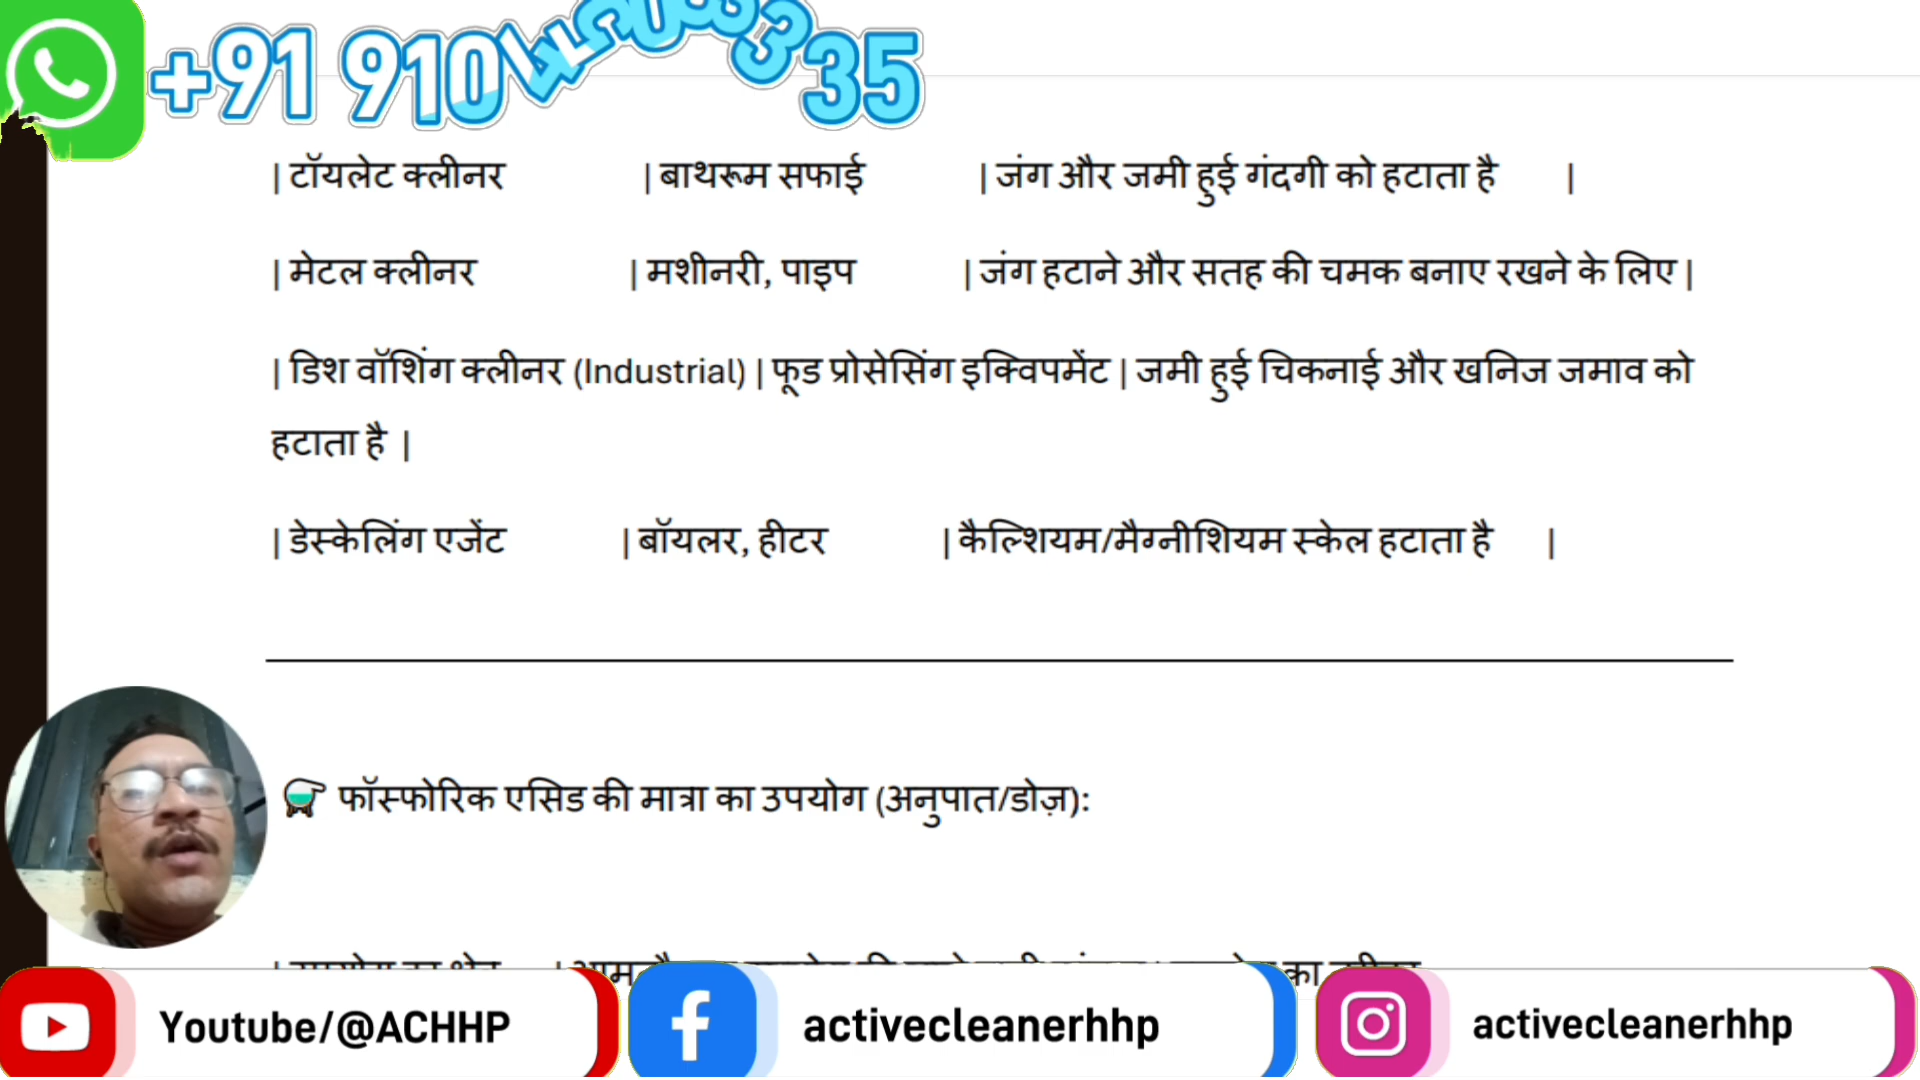 +91 910
35
| टॉयलेट क्लीनर | बाथरूम सफाई | जंग और जमी हुई गंदगी को हटाता है |
| मेटल क्लीनर | मशीनरी, पाइप | जंग हटाने और सतह की चमक बनाए रखने के लिए |
| डिश वॉशिंग क्लीनर (Industrial) | फूड प्रोसेसिंग इक्विपमेंट | जमी हुई चिकनाई और खनिज जमाव को
हटाता है |
| डेस्केलिंग एजेंट | बॉयलर, हीटर | कैल्शियम/मैग्नीशियम स्केल हटाता है |
फॉस्फोरिक एसिड की मात्रा का उपयोग (अनुपात/डोज़):
Youtube/@ACHHP
activecleanerhhp
activecleanerhhp